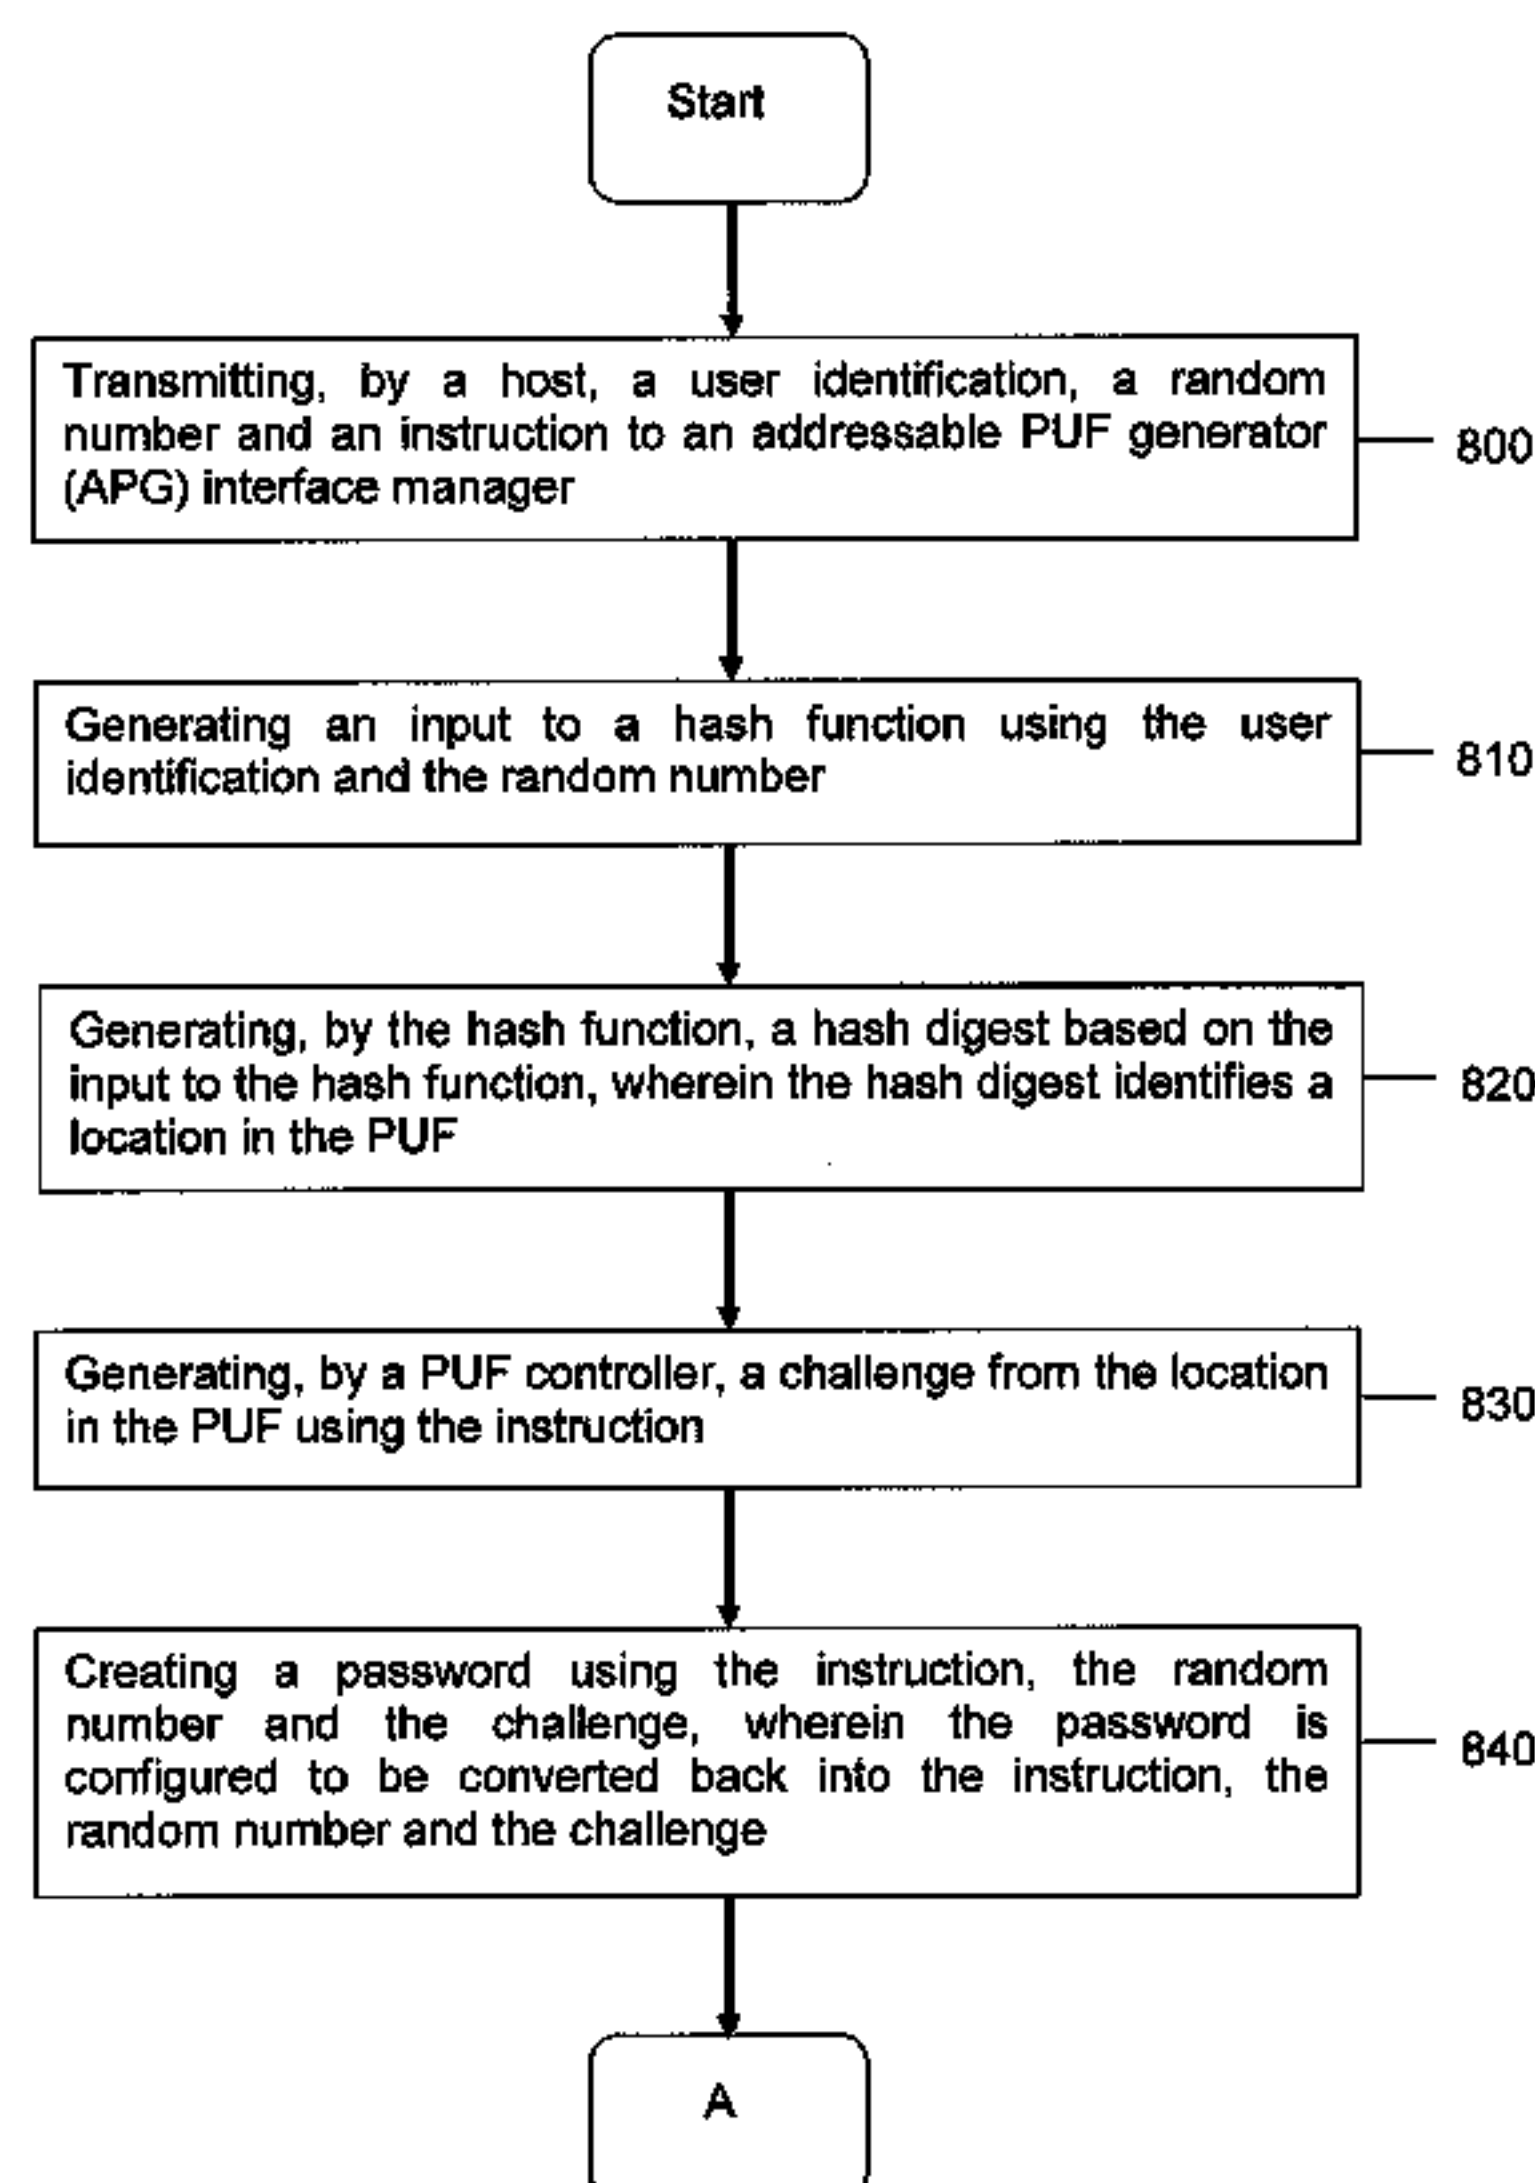 Start
Transmitting, by a host, a user identification, a random
number and an instruction to an addressable PUF generator
(APG) interface manager
800
Generating an input to a hash function using the user
identification and the random number
810
Generating, by the hash function, a hash digest based on the
input to the hash function, wherein the hash digest identifies a
location in the PUF
820
Generating, by a PUF controller, a challenge from the location
in the PUF using the instruction
830
Creating a password using the instruction, the random
number and the challenge, wherein the password is
configured to be converted back into the instruction, the
random number and the challenge
840
A